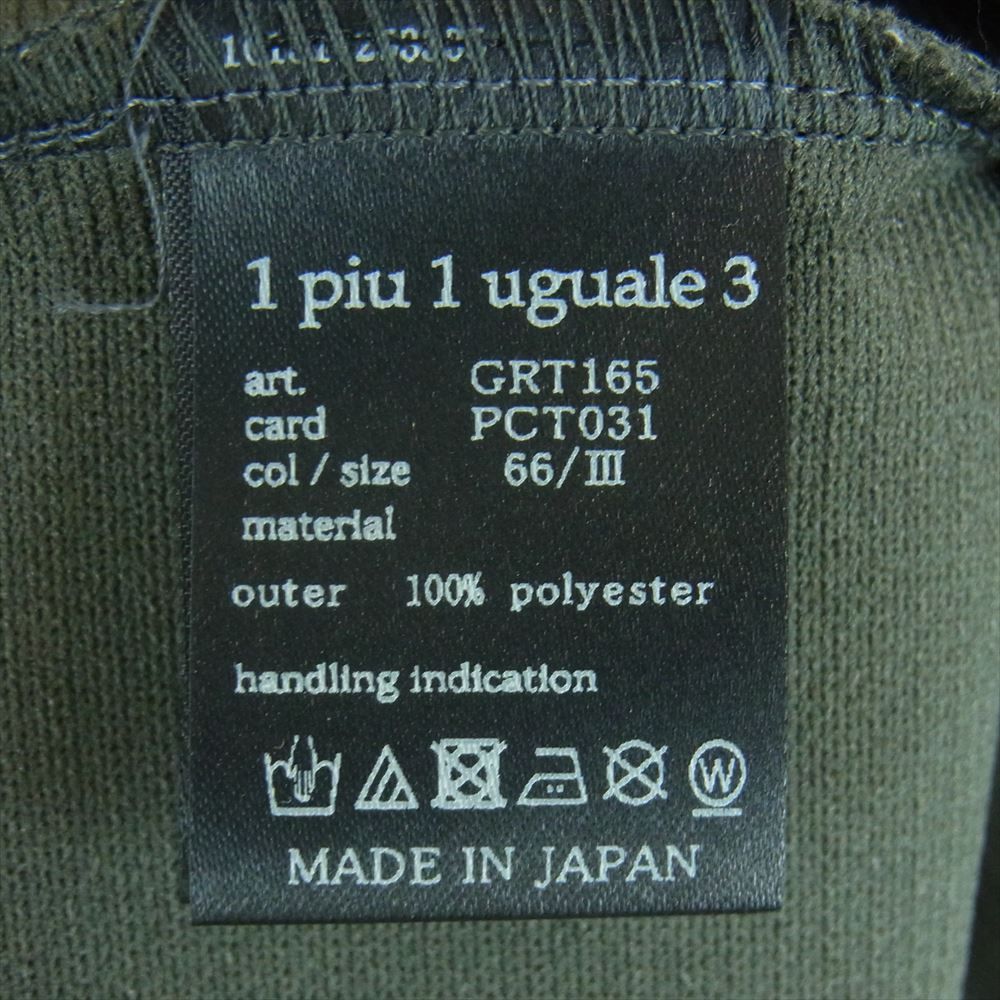 1 piu 1 uguale 3
art. GRT165
card PCT031
col / size 66/III
material
outer 100% polyester
handling indication
W
MADE IN JAPAN